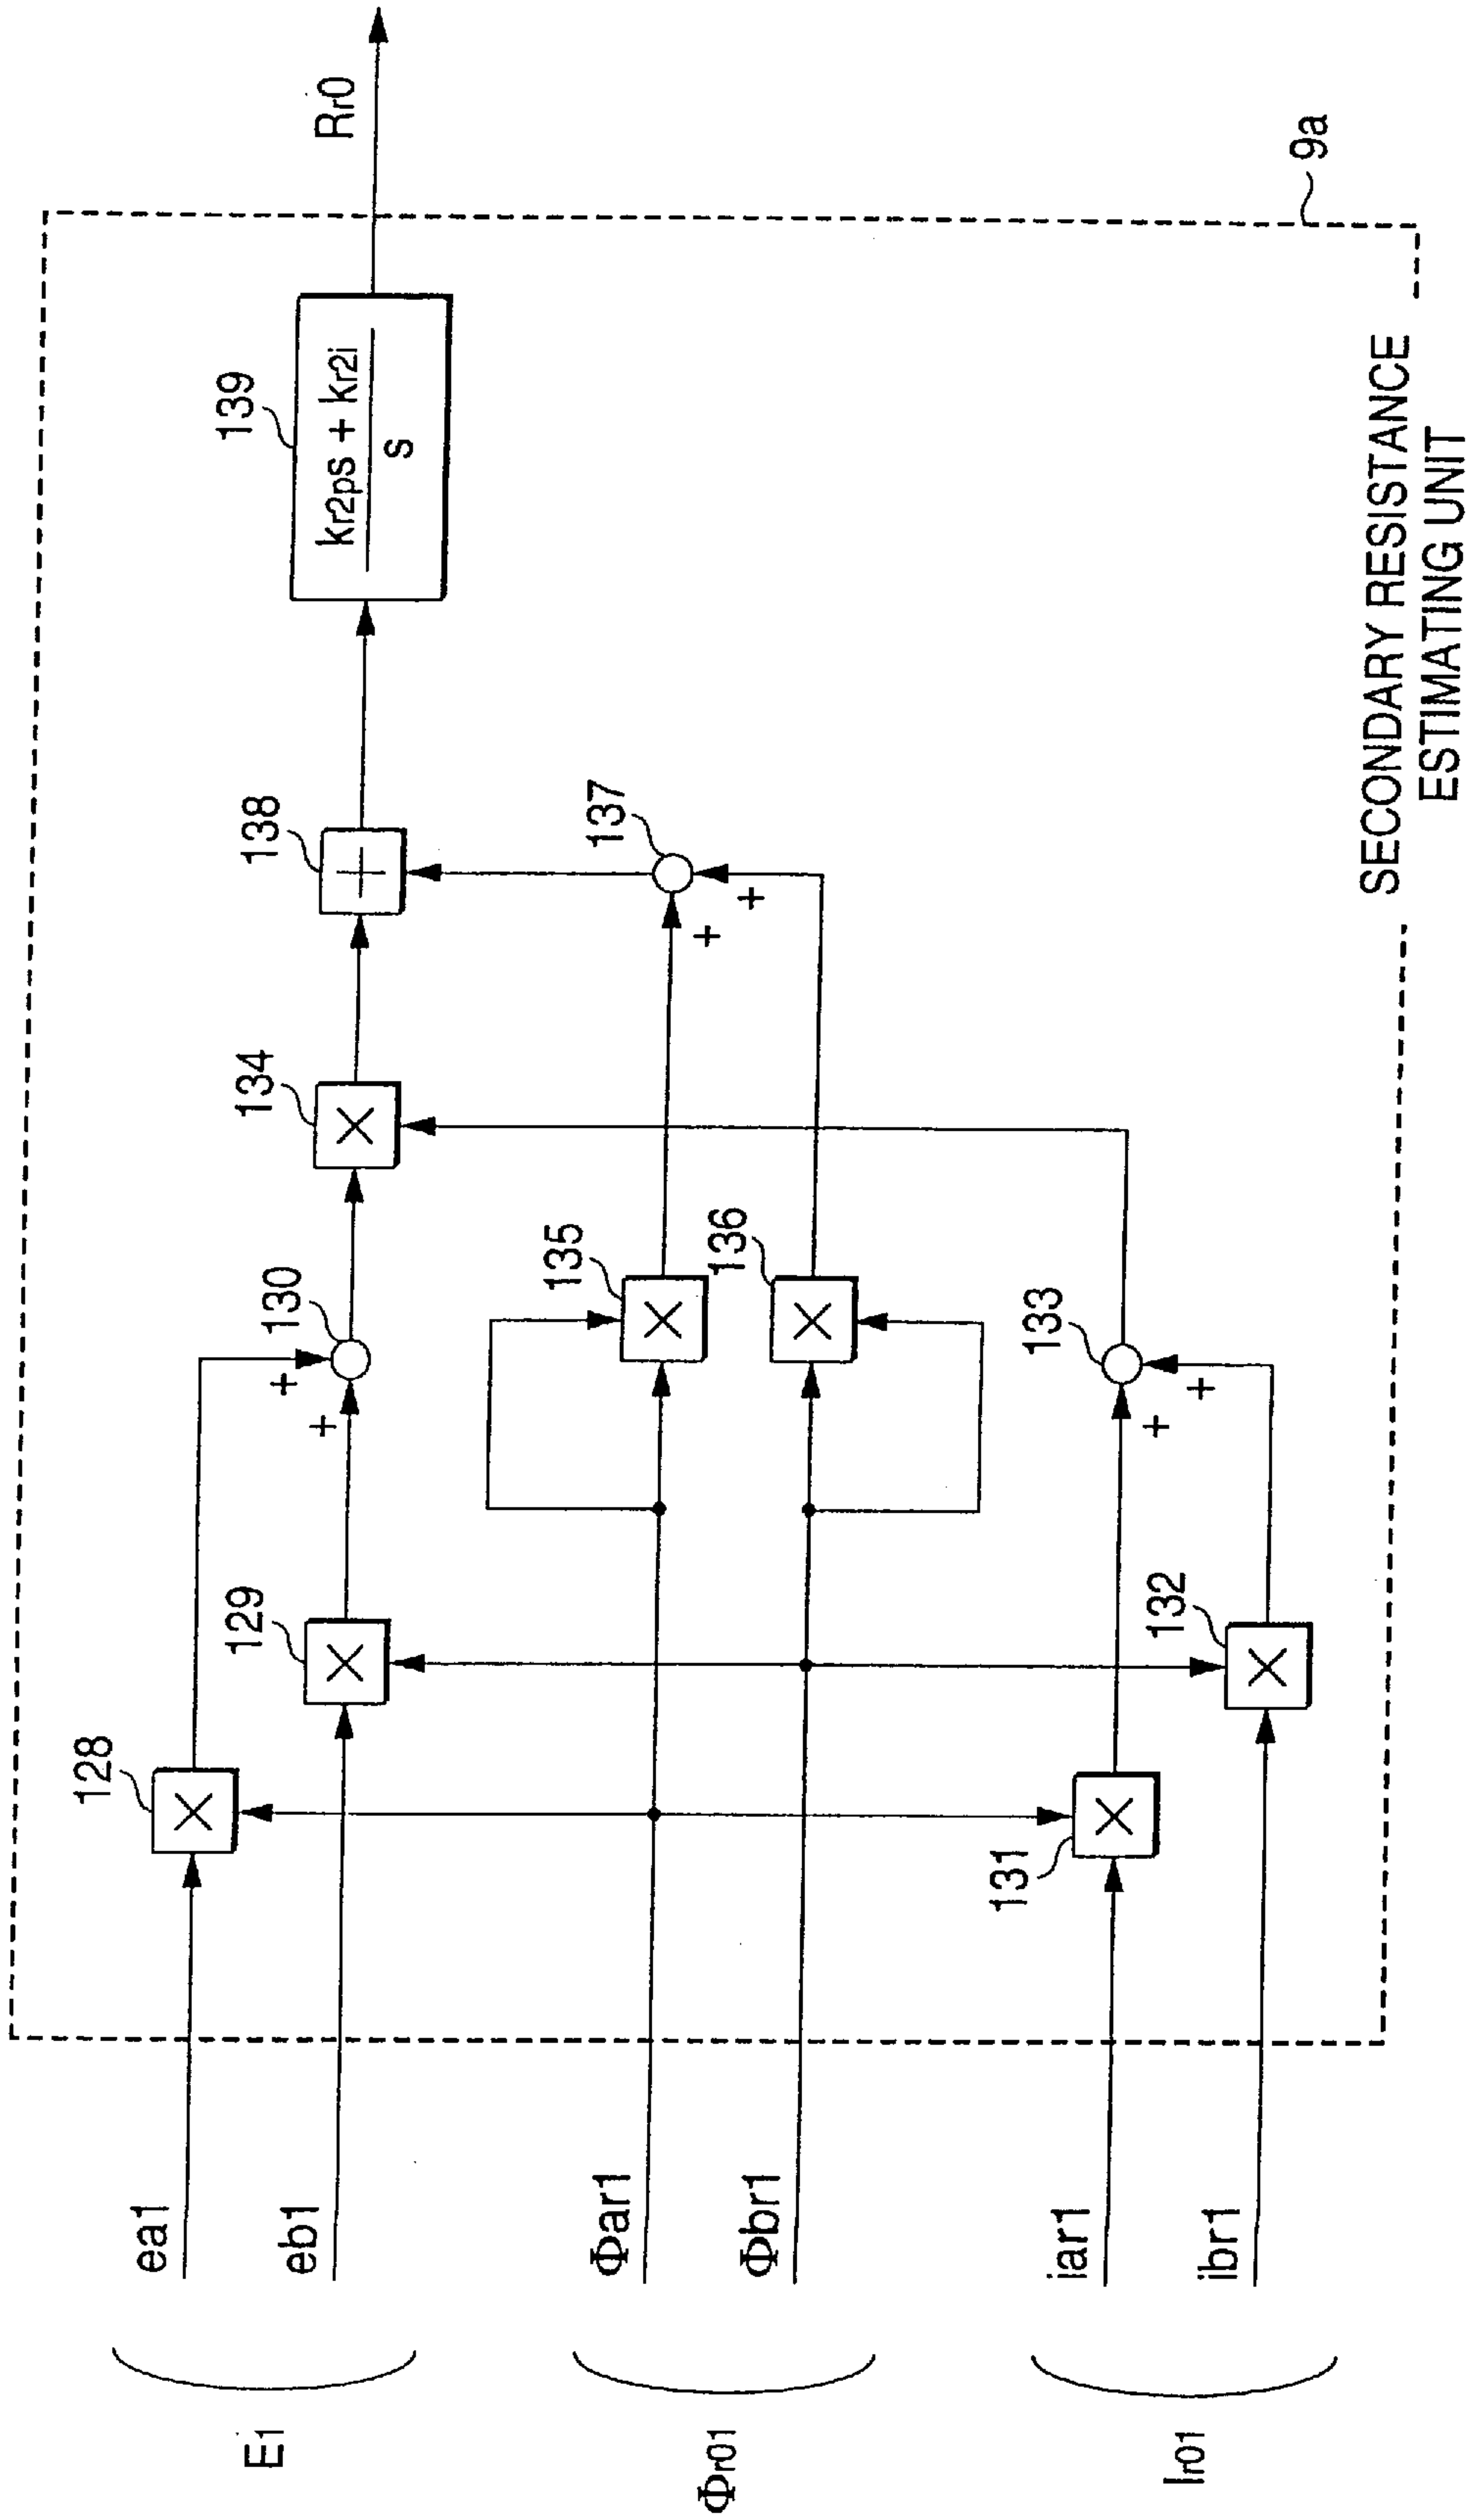 E1
ea1
eb1
Φr01
Φar1
Φbr1
Ir01
iar1
ibr1
128
×
129
×
130
+
+
131
×
132
×
133
+
+
134
×
135
×
136
×
137
+
+
138
139
kr2ps + kr2i
s
Rr0
9a
SECONDARY RESISTANCE
ESTIMATING UNIT